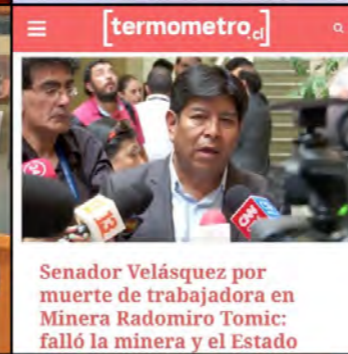 [termometro.cl]
13
CNN
Senador Velásquez por
muerte de trabajadora en
Minera Radomiro Tomic:
falló la minera y el Estado